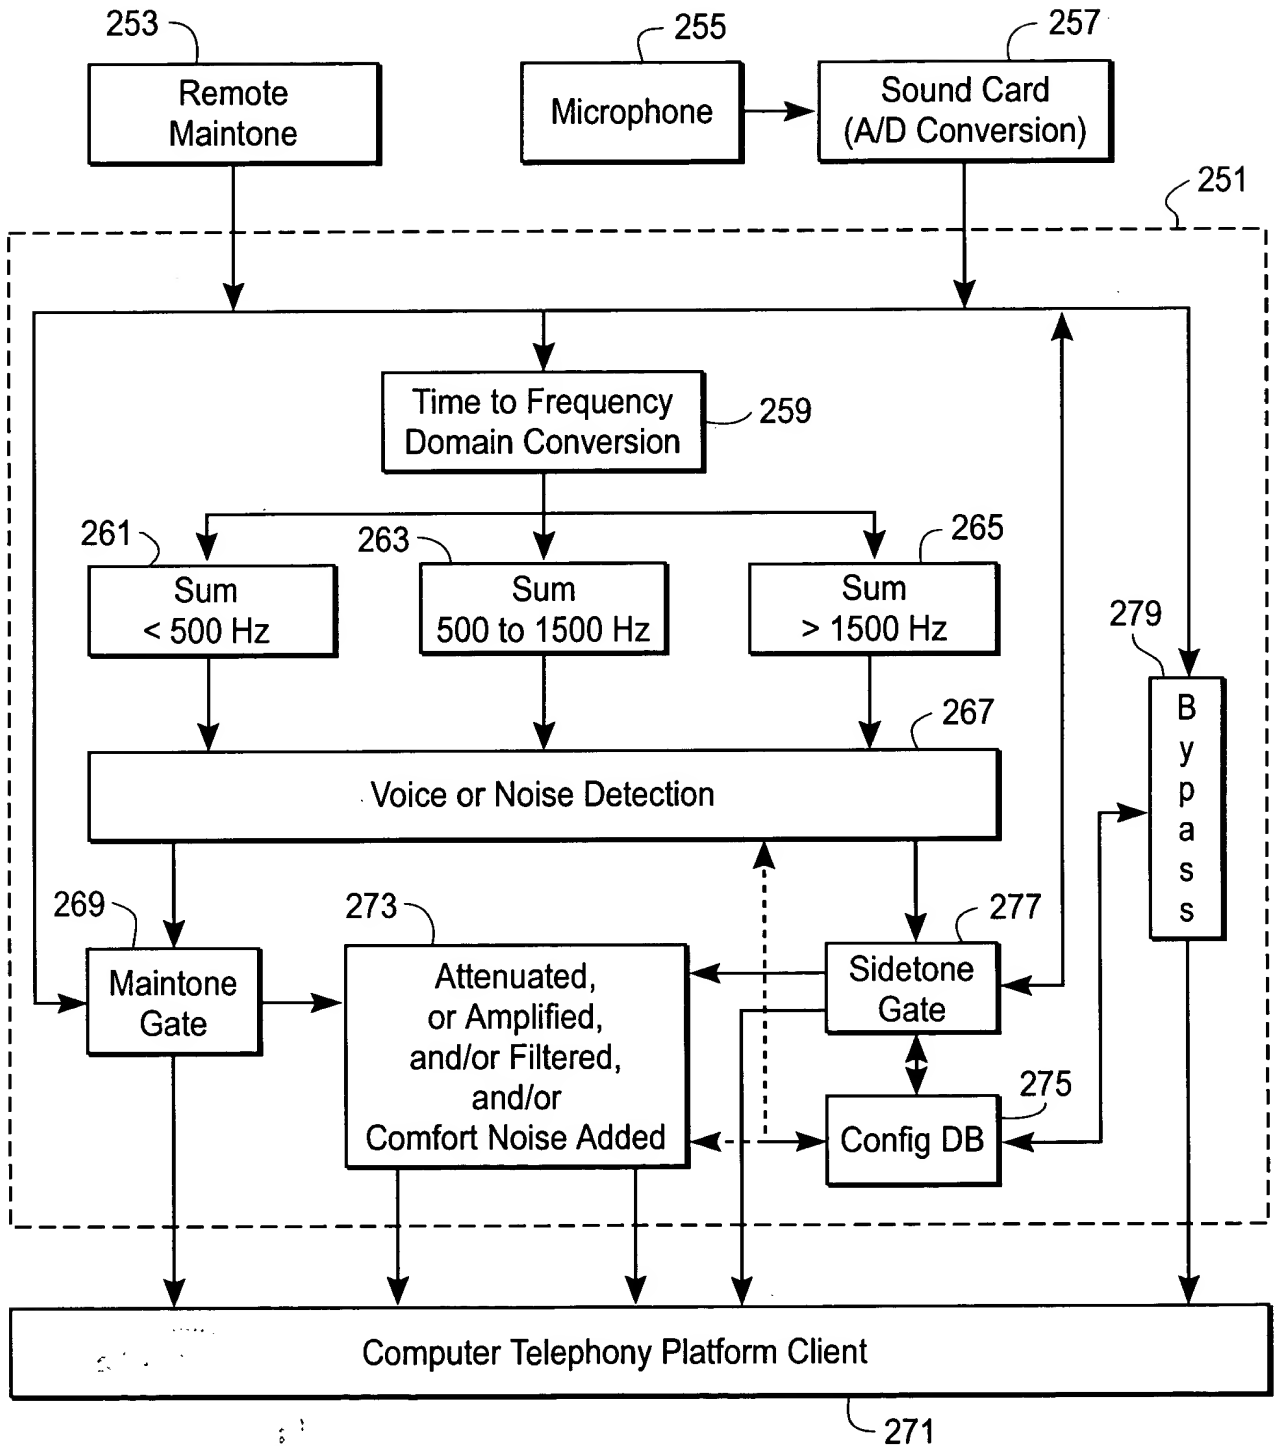 253
255
257
Remote
Maintone
Microphone
Sound Card
(A/D Conversion)
251
Time to Frequency
Domain Conversion
259
261
263
265
Sum
< 500 Hz
Sum
500 to 1500 Hz
Sum
> 1500 Hz
279
Bypass
267
Voice or Noise Detection
269
273
277
Maintone
Gate
Attenuated,
or Amplified,
and/or Filtered,
and/or
Comfort Noise Added
Sidetone
Gate
275
Config DB
Computer Telephony Platform Client
271